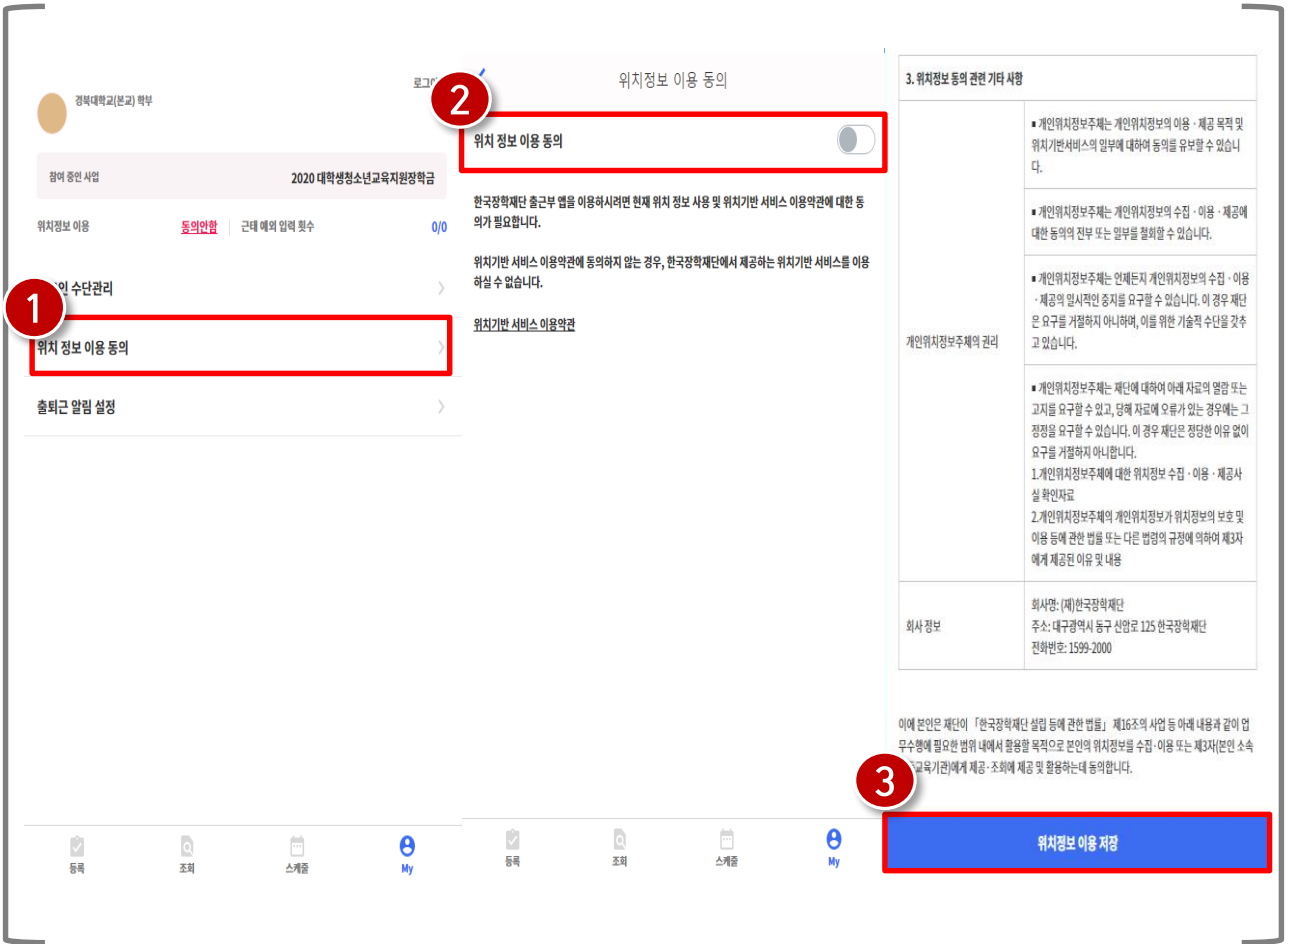 로그아
경북대학교(본교) 학부
참여 중인 사업 2020 대학생청소년교육지원장학금
위치정보 이용 동의안함 근태 예외 입력 횟수 0/0
수단관리
1
위치 정보 이용 동의
출퇴근 알림 설정
등록 조회 스케줄 My
2
위치정보 이용 동의
위치 정보 이용 동의
한국장학재단 출근부 앱을 이용하시려면 현재 위치 정보 사용 및 위치기반 서비스 이용약관에 대한 동
의가 필요합니다.
위치기반 서비스 이용약관에 동의하지 않는 경우, 한국장학재단에서 제공하는 위치기반 서비스를 이용
하실 수 없습니다.
위치기반 서비스 이용약관
등록 조회 스케줄 My
3. 위치정보 동의 관련 기타 사항
개인위치정보주체의 권리
▪ 개인위치정보주체는 개인위치정보의 이용 · 제공 목적 및
위치기반서비스의 일부에 대하여 동의를 유보할 수 있습니
다.
▪ 개인위치정보주체는 개인위치정보의 수집 · 이용 · 제공에
대한 동의의 전부 또는 일부를 철회할 수 있습니다.
▪ 개인위치정보주체는 언제든지 개인위치정보의 수집 · 이용
· 제공의 일시적인 중지를 요구할 수 있습니다. 이 경우 재단
은 요구를 거절하지 아니하며, 이를 위한 기술적 수단을 갖추
고 있습니다.
▪ 개인위치정보주체는 재단에 대하여 아래 자료의 열람 또는
고지를 요구할 수 있고, 당해 자료에 오류가 있는 경우에는 그
정정을 요구할 수 있습니다. 이 경우 재단은 정당한 이유 없이
요구를 거절하지 아니합니다.
1.개인위치정보주체에 대한 위치정보 수집 · 이용 · 제공사
실 확인자료
2.개인위치정보주체의 개인위치정보가 위치정보의 보호 및
이용 등에 관한 법률 또는 다른 법령의 규정에 의하여 제3자
에게 제공된 이유 및 내용
회사 정보
회사명: (재)한국장학재단
주소: 대구광역시 동구 신암로 125 한국장학재단
전화번호: 1599-2000
이에 본인은 재단이 「한국장학재단 설립 등에 관한 법률」 제16조의 사업 등 아래 내용과 같이 업
무수행에 필요한 범위 내에서 활용할 목적으로 본인의 위치정보를 수집·이용 또는 제3자(본인 소속
교육기관)에게 제공·조회에 제공 및 활용하는데 동의합니다.
3
위치정보 이용 저장